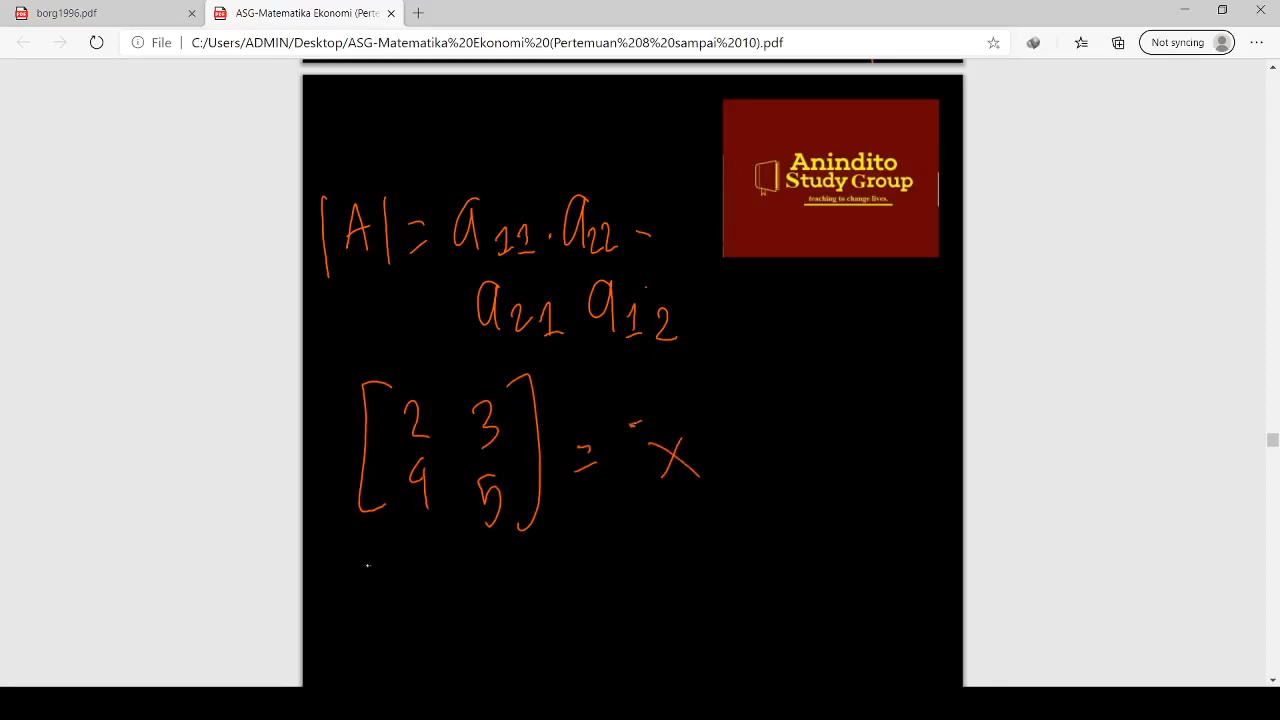 borg1996.pdf
ASG-Matematika Ekonomi (Perte
Not syncing
File
C:/Users/ADMIN/Desktop/ASG-Matematika%20Ekonomi%20(Pertemuan%208%20sampai%2010).pdf
Anindito
Study Group
teaching to change lives.
|A| = a11 . a22 -
a21 a12
[2 3
4 5] = X